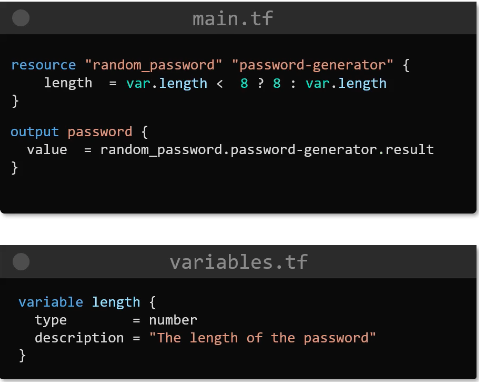 main.tf
resource "random_password" "password-generator" {
    length  = var.length <  8 ? 8 : var.length
}
output password {
  value  = random_password.password-generator.result
}
variables.tf
variable length {
  type        = number
  description = "The length of the password"
}